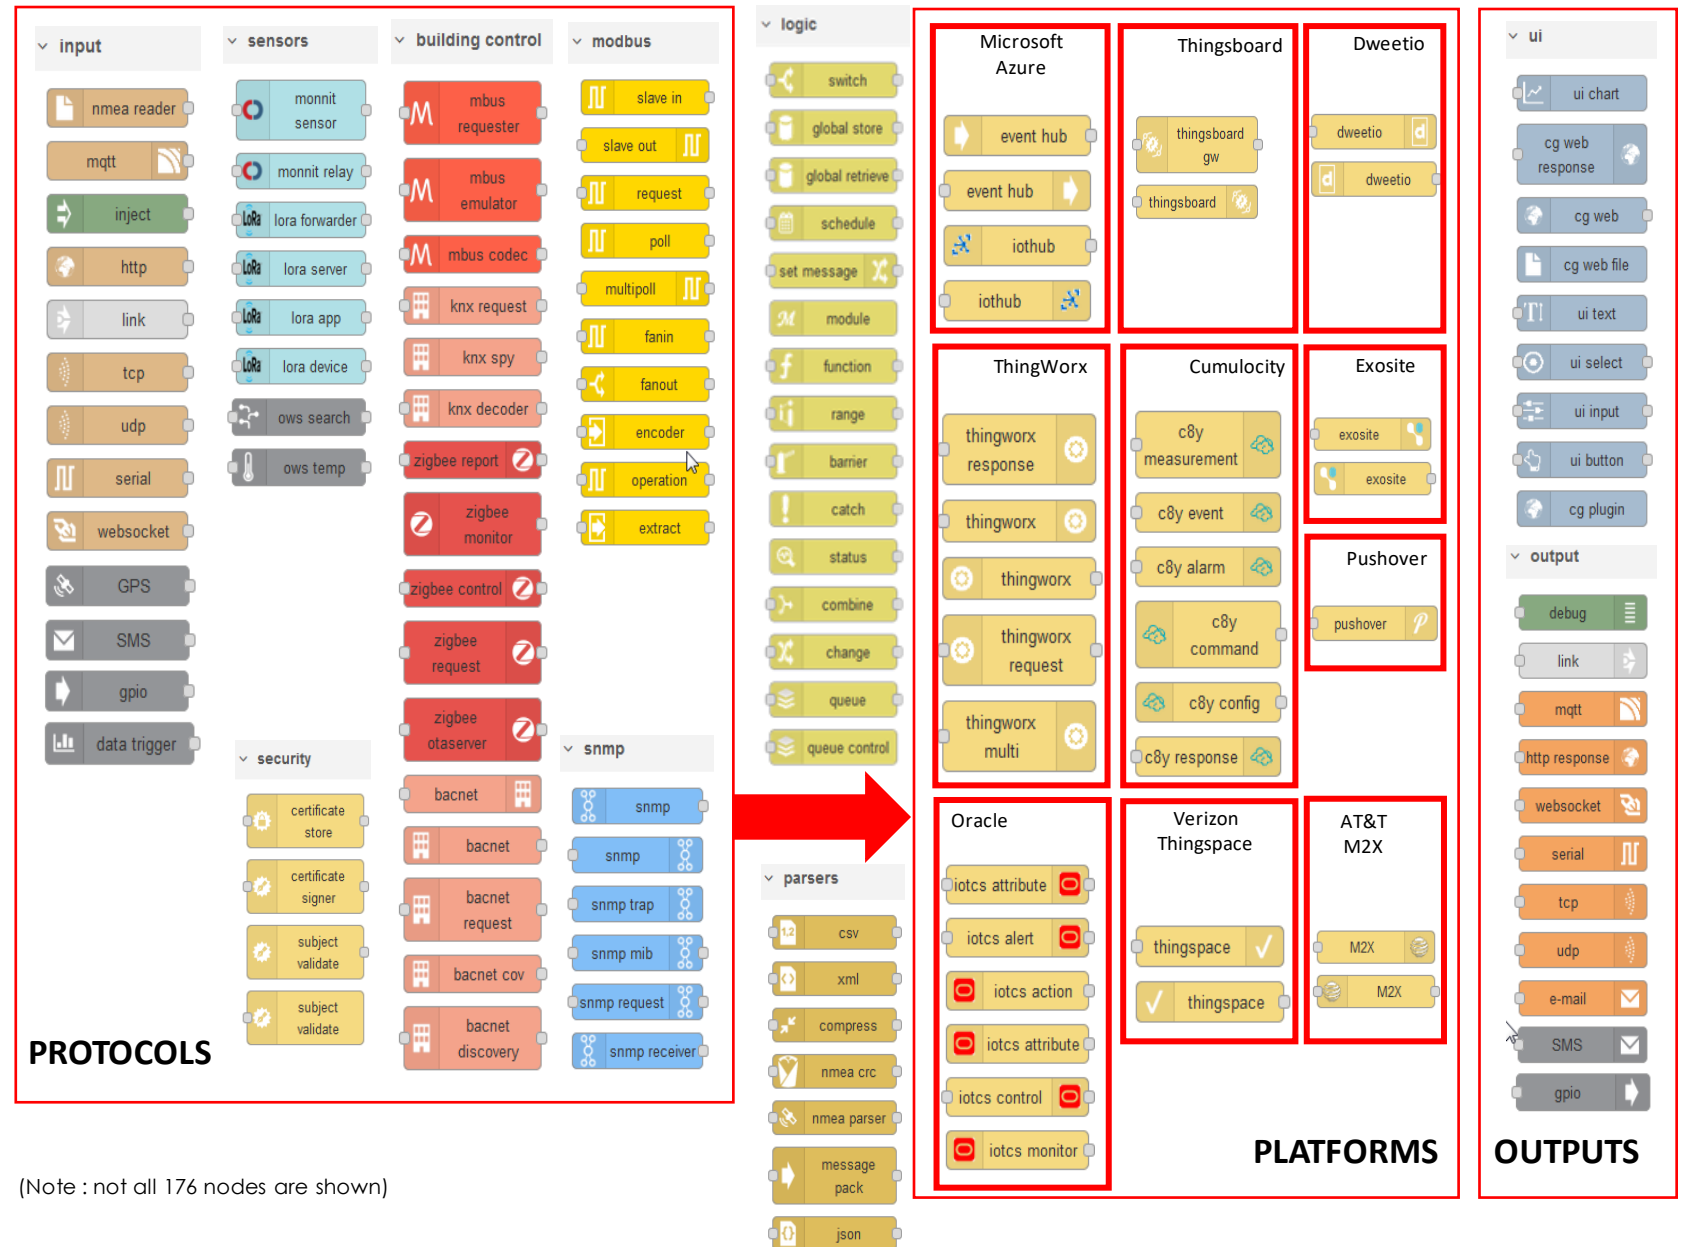 input
nmea reader
mqtt
inject
http
link
tcp
udp
serial
websocket
GPS
SMS
gpio
data trigger
sensors
monnit
sensor
monnit relay
LoRa lora forwarder
LoRa lora server
LoRa lora app
LoRa lora device
ows search
ows temp
security
certificate
store
certificate
signer
subject
validate
subject
validate
building control
mbus
requester
mbus
emulator
mbus codec
knx request
knx spy
knx decoder
zigbee report
zigbee
monitor
zigbee control
zigbee
request
zigbee
otaserver
bacnet
bacnet
bacnet
request
bacnet cov
bacnet
discovery
modbus
slave in
slave out
request
poll
multipoll
fanin
fanout
encoder
operation
extract
snmp
snmp
snmp
snmp trap
snmp mib
snmp request
snmp receiver
PROTOCOLS
(Note : not all 176 nodes are shown)
logic
switch
global store
global retrieve
schedule
set message
module
function
range
barrier
catch
status
combine
change
queue
queue control
parsers
1,2 csv
xml
compress
nmea crc
nmea parser
message
pack
json
Microsoft
Azure
event hub
event hub
iothub
iothub
Thingsboard
thingsboard
gw
thingsboard
Dweetio
dweetio d
d dweetio
ThingWorx
thingworx
response
thingworx
thingworx
thingworx
request
thingworx
multi
Cumulocity
c8y
measurement
c8y event
c8y alarm
c8y
command
c8y config
c8y response
Exosite
exosite
exosite
Pushover
pushover
Oracle
iotcs attribute
iotcs alert
iotcs action
iotcs attribute
iotcs control
iotcs monitor
Verizon
Thingspace
thingspace
thingspace
AT&T
M2X
M2X
M2X
PLATFORMS
ui
ui chart
cg web
response
cg web
cg web file
ui text
ui select
ui input
ui button
cg plugin
output
debug
link
mqtt
http response
websocket
serial
tcp
udp
e-mail
SMS
gpio
OUTPUTS